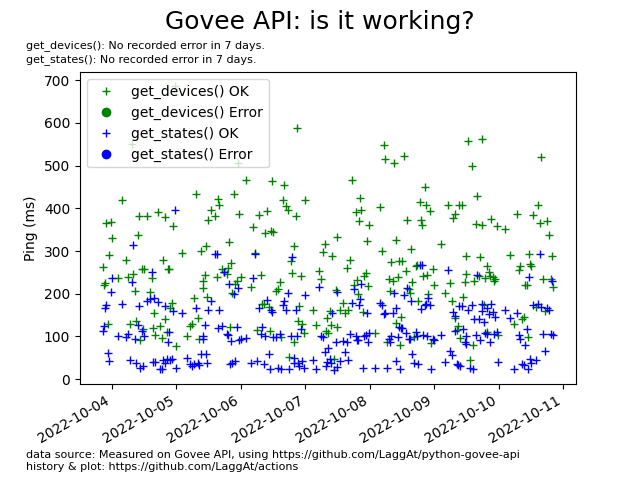 Govee API: is it working?
get_devices(): No recorded error in 7 days.
get_states(): No recorded error in 7 days.
700
600
500
400
300
200
100
0
Ping (ms)
get_devices() OK
get_devices() Error
get_states() OK
get_states() Error
2022-10-04
2022-10-05
2022-10-06
2022-10-07
2022-10-08
2022-10-09
2022-10-10
2022-10-11
data source: Measured on Govee API, using https://github.com/LaggAt/python-govee-api
history & plot: https://github.com/LaggAt/actions